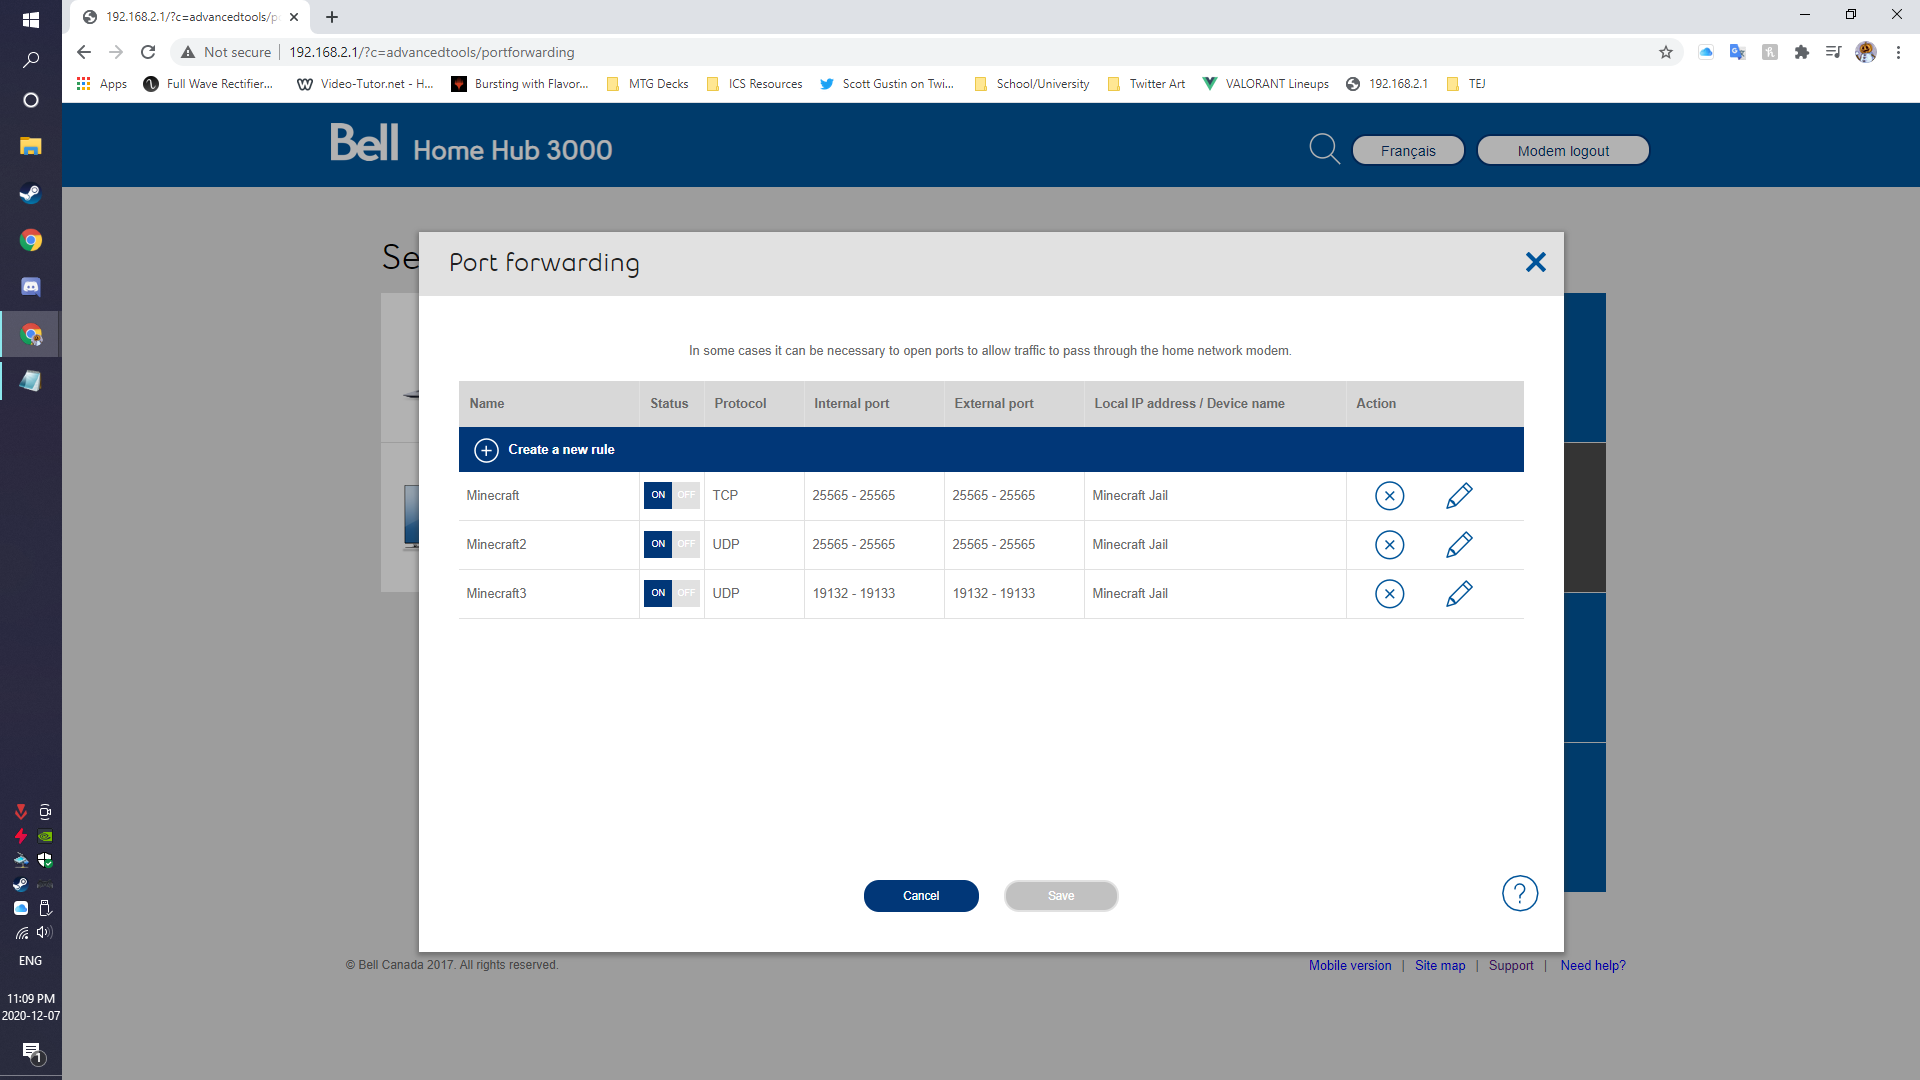 192.168.2.1/?c=advancedtools/p
Not secure 192.168.2.1/?c=advancedtools/portforwarding
Apps Full Wave Rectifier... Video-Tutor.net - H... Bursting with Flavor... MTG Decks ICS Resources Scott Gustin on Twi... School/University Twitter Art VALORANT Lineups 192.168.2.1 TEJ
Bell Home Hub 3000 Français Modem logout
Se
Port forwarding
In some cases it can be necessary to open ports to allow traffic to pass through the home network modem.
Name Status Protocol Internal port External port Local IP address / Device name Action
Create a new rule
Minecraft ON OFF TCP 25565 - 25565 25565 - 25565 Minecraft Jail
Minecraft2 ON OFF UDP 25565 - 25565 25565 - 25565 Minecraft Jail
Minecraft3 ON OFF UDP 19132 - 19133 19132 - 19133 Minecraft Jail
Cancel Save ?
© Bell Canada 2017. All rights reserved. Mobile version | Site map | Support | Need help?
ENG
11:09 PM
2020-12-07
1